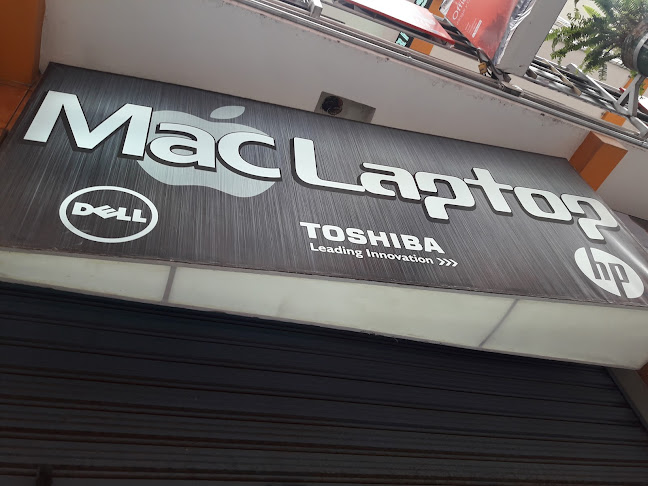 Mac Laptop
DELL
TOSHIBA
Leading Innovation >>>
hp